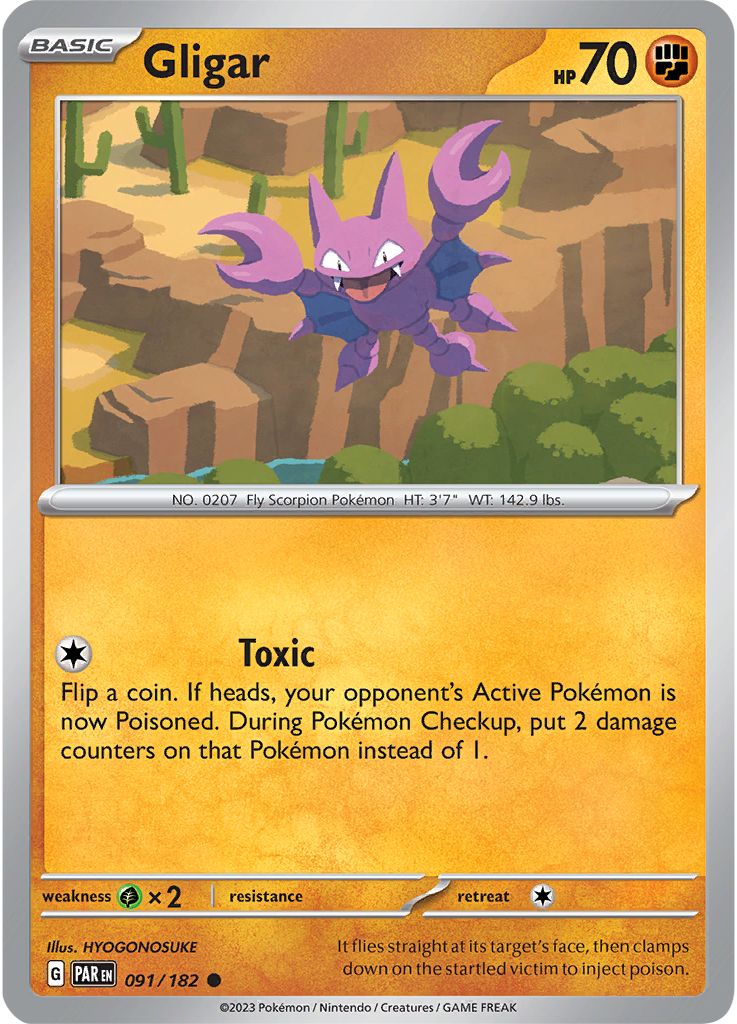 BASIC
Gligar
HP 70
NO. 0207 Fly Scorpion Pokémon HT: 3'7" WT: 142.9 lbs.
Toxic
Flip a coin. If heads, your opponent's Active Pokémon is
now Poisoned. During Pokémon Checkup, put 2 damage
counters on that Pokémon instead of 1.
weakness ×2 resistance retreat
Illus. HYOGONOSUKE
It flies straight at its target's face, then clamps
down on the startled victim to inject poison.
G PAR EN 091/182
©2023 Pokémon / Nintendo / Creatures / GAME FREAK